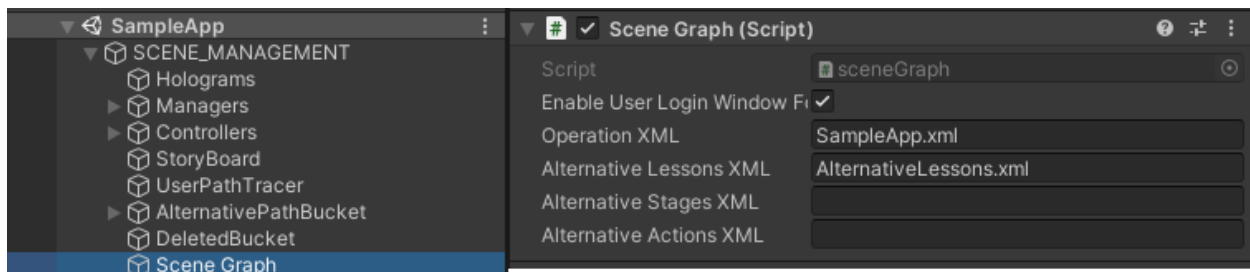 SampleApp
SCENE_MANAGEMENT
Holograms
Managers
Controllers
StoryBoard
UserPathTracer
AlternativePathBucket
DeletedBucket
Scene Graph
# Scene Graph (Script)
Script # sceneGraph
Enable User Login Window Fo
Operation XML SampleApp.xml
Alternative Lessons XML AlternativeLessons.xml
Alternative Stages XML
Alternative Actions XML